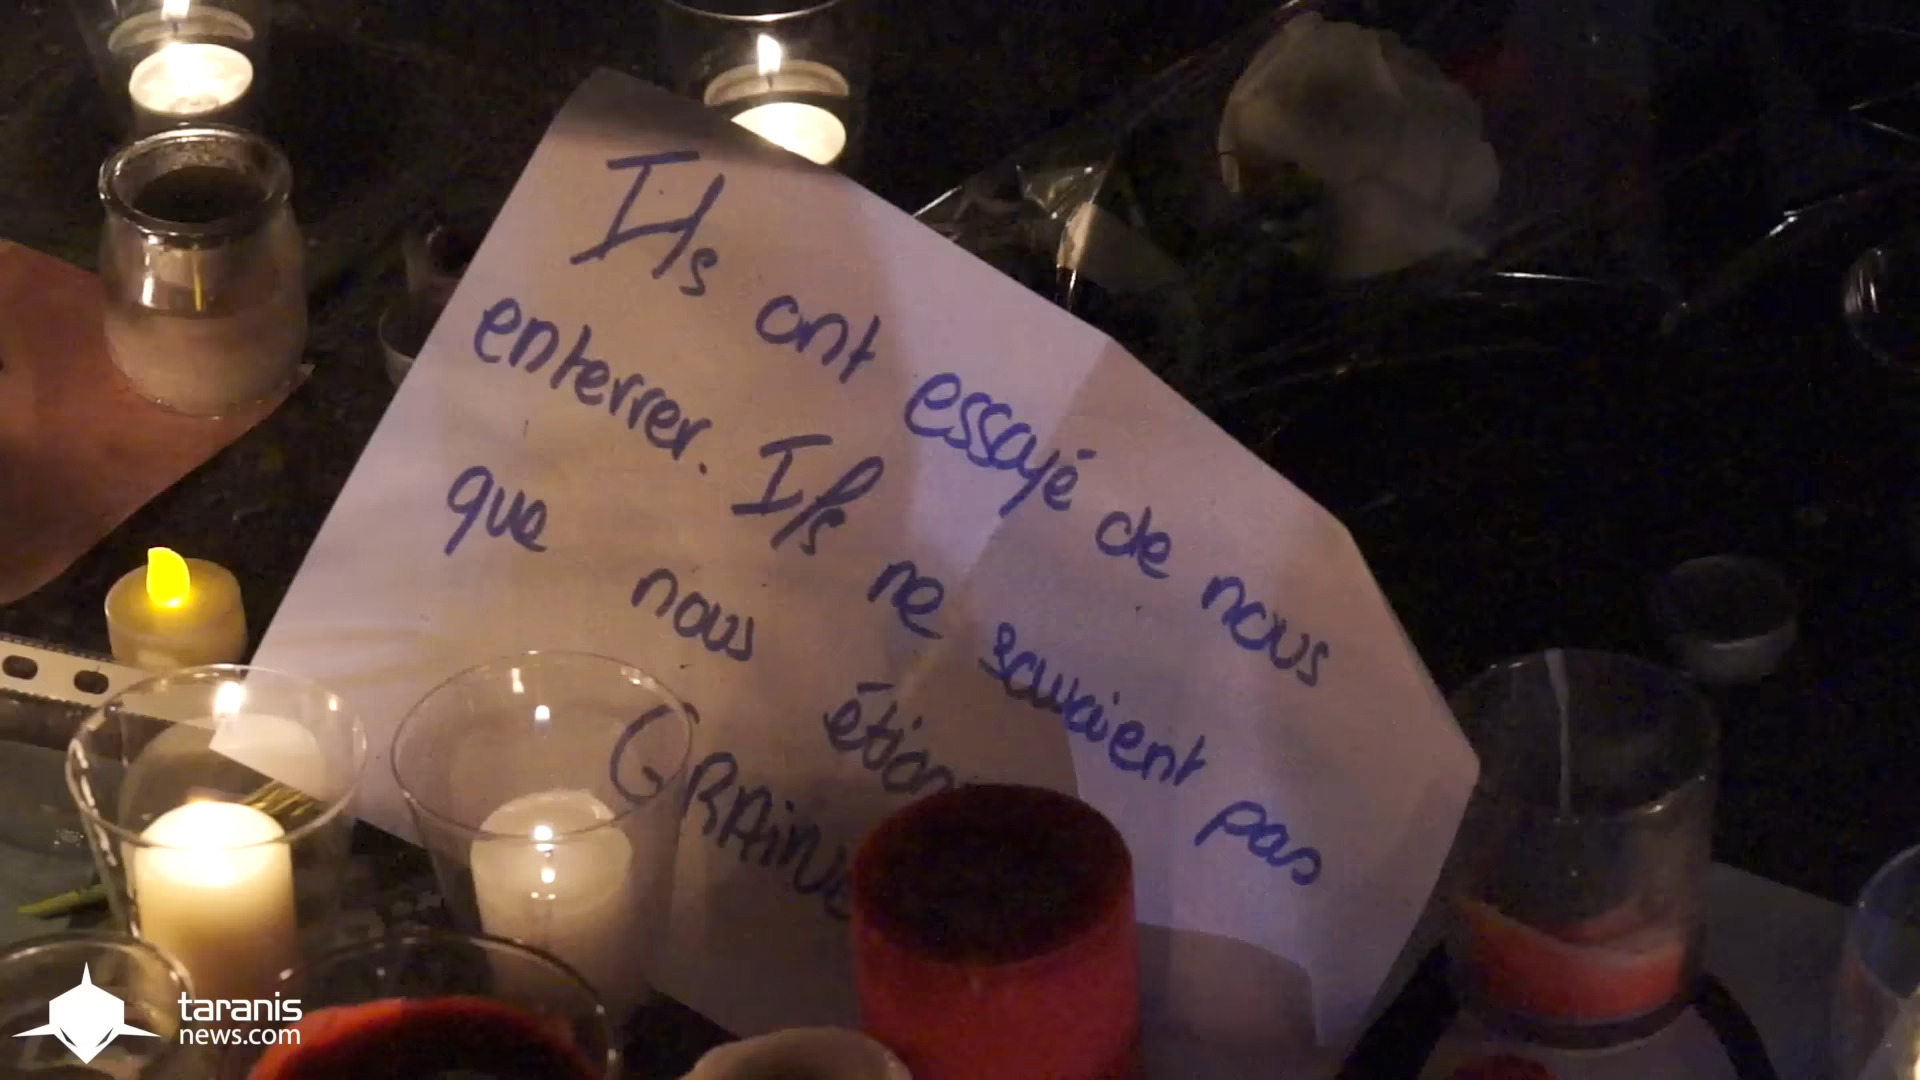 Ils ont essayé de nous
enterrer. Ils ne savaient pas
que nous
taranis
news.com